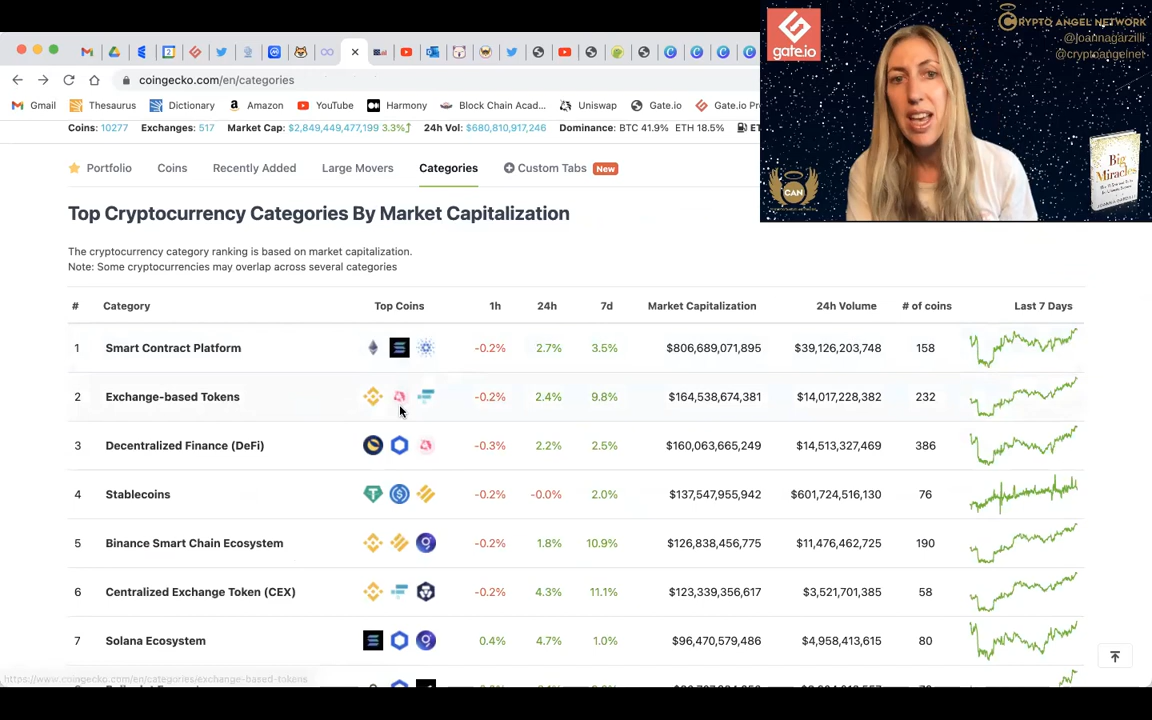 gate.io
CRYPTO ANGEL NETWORK
@joannagarzilli
@cryptoangelnet
Big
Miracles
CAN
coingecko.com/en/categories
Gmail Thesaurus Dictionary Amazon YouTube Harmony Block Chain Acad... Uniswap Gate.io Gate.io Pr
Coins: 10277 Exchanges: 517 Market Cap: $2,849,449,477,199 3.3% 24h Vol: $680,810,917,246 Dominance: BTC 41.9% ETH 18.5%
Portfolio Coins Recently Added Large Movers Categories Custom Tabs New
Top Cryptocurrency Categories By Market Capitalization
The cryptocurrency category ranking is based on market capitalization.
Note: Some cryptocurrencies may overlap across several categories
# Category Top Coins 1h 24h 7d Market Capitalization 24h Volume # of coins Last 7 Days
1 Smart Contract Platform -0.2% 2.7% 3.5% $806,689,071,895 $39,126,203,748 158
2 Exchange-based Tokens -0.2% 2.4% 9.8% $164,538,674,381 $14,017,228,382 232
3 Decentralized Finance (DeFi) -0.3% 2.2% 2.5% $160,063,665,249 $14,513,327,469 386
4 Stablecoins -0.2% -0.0% 2.0% $137,547,955,942 $601,724,516,130 76
5 Binance Smart Chain Ecosystem -0.2% 1.8% 10.9% $126,838,456,775 $11,476,462,725 190
6 Centralized Exchange Token (CEX) -0.2% 4.3% 11.1% $123,339,356,617 $3,521,701,385 58
7 Solana Ecosystem 0.4% 4.7% 1.0% $96,470,579,486 $4,958,413,615 80
https://www.coingecko.com/en/categories/exchange-based-tokens